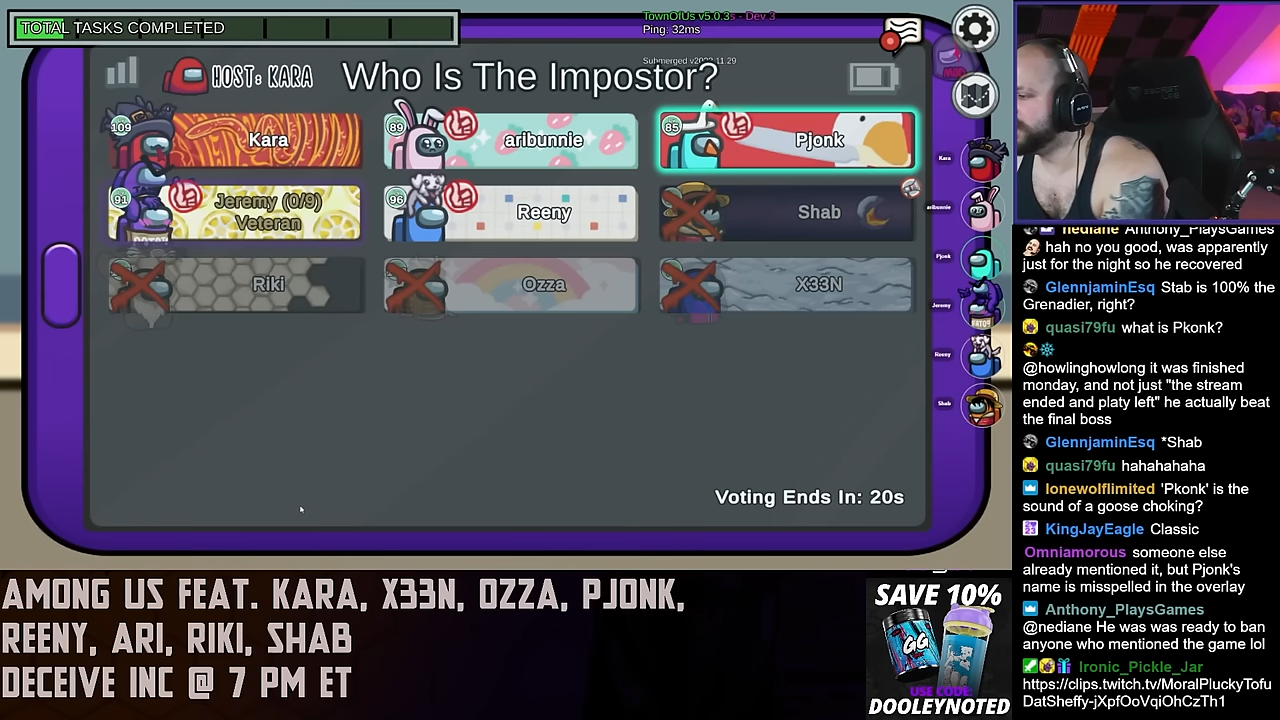 TOTAL TASKS COMPLETED
TownOfUs v5.0.3s - Dev 3
Ping: 32ms
HOST: KARA
Who Is The Impostor?
109
Kara
89
aribunnie
85
Pjonk
91
Jeremy (0/9)
Veteran
96
Reeny
Shab
Riki
Ozza
X33N
Kara
aribunnie
Pjonk
Jeremy
Reeny
Shab
Voting Ends In: 20s
nediane Anthony_PlaysGames
hah no you good, was apparently
just for the night so he recovered
GlennjaminEsq Stab is 100% the
Grenadier, right?
quasi79fu what is Pkonk?
@howlinghowlong it was finished
monday, and not just "the stream
ended and platy left" he actually beat
the final boss
GlennjaminEsq *Shab
quasi79fu hahahahaha
lonewolflimited 'Pkonk' is the
sound of a goose choking?
KingJayEagle Classic
Omniamorous someone else
already mentioned it, but Pjonk's
name is misspelled in the overlay
Anthony_PlaysGames
@nediane He was was ready to ban
anyone who mentioned the game lol
Ironic_Pickle_Jar
https://clips.twitch.tv/MoralPluckyTofu
DatSheffy-jXpfOoVqiOhCzTh1
AMONG US FEAT. KARA, X33N, OZZA, PJONK,
REENY, ARI, RIKI, SHAB
DECEIVE INC @ 7 PM ET
SAVE 10%
GG
USE CODE:
DOOLEYNOTED